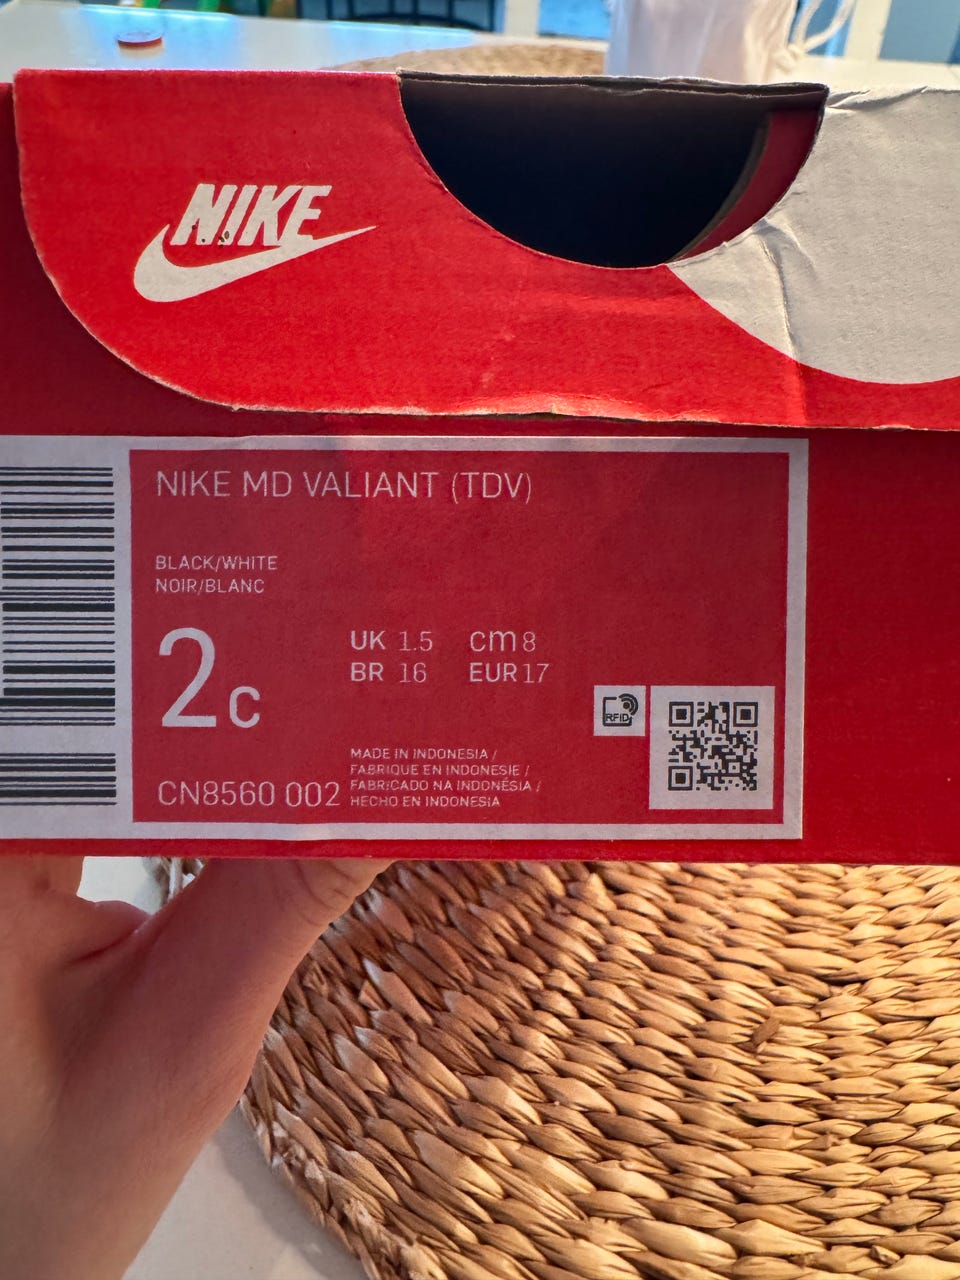 NIKE
NIKE MD VALIANT (TDV)
BLACK/WHITE
NOIR/BLANC
2C
UK 1.5 cm 8
BR 16 EUR 17
RFID
MADE IN INDONESIA /
FABRIQUE EN INDONESIE /
FABRICADO NA INDONÉSIA /
HECHO EN INDONESIA
CN8560 002